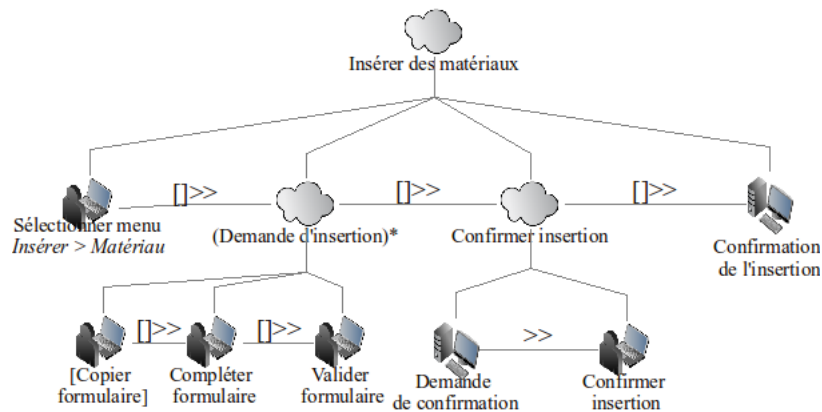 Insérer des matériaux
[]>>
[]>>
[]>>
Sélectionner menu
Insérer > Matériau
(Demande d'insertion)*
Confirmer insertion
Confirmation
de l'insertion
[]>>
[]>>
>>
[Copier
formulaire]
Compléter
formulaire
Valider
formulaire
Demande
de confirmation
Confirmer
insertion